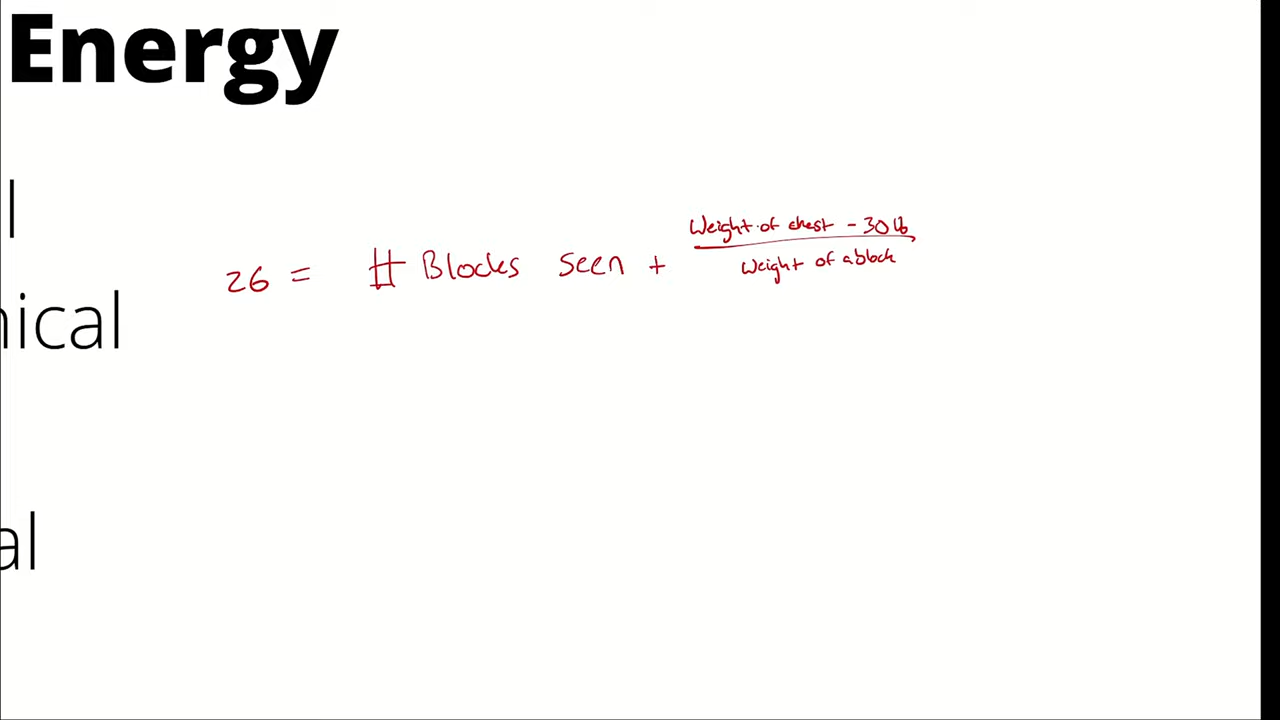 Energy
l
26 = # Blocks seen + Weight of chest - 30 lb
Weight of a block
nical
al